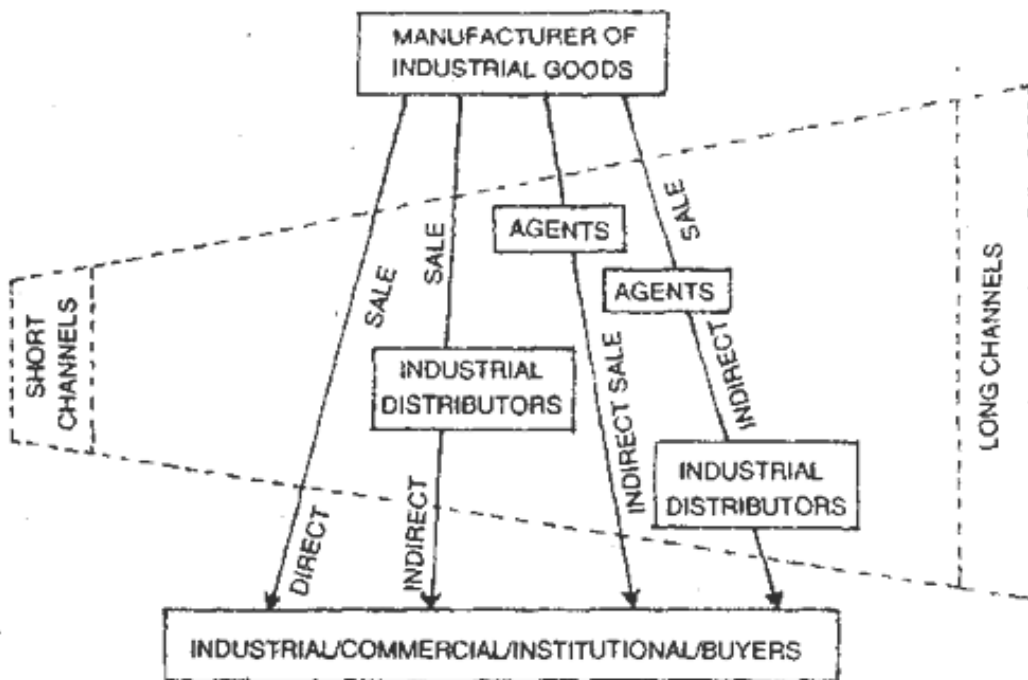 MANUFACTURER OF
INDUSTRIAL GOODS
SALE
SALE
AGENTS
SALE
AGENTS
SHORT
CHANNELS
INDUSTRIAL
DISTRIBUTORS
INDIRECT SALE
INDIRECT
LONG CHANNELS
INDUSTRIAL
DISTRIBUTORS
DIRECT
INDIRECT
INDUSTRIAL/COMMERCIAL/INSTITUTIONAL/BUYERS